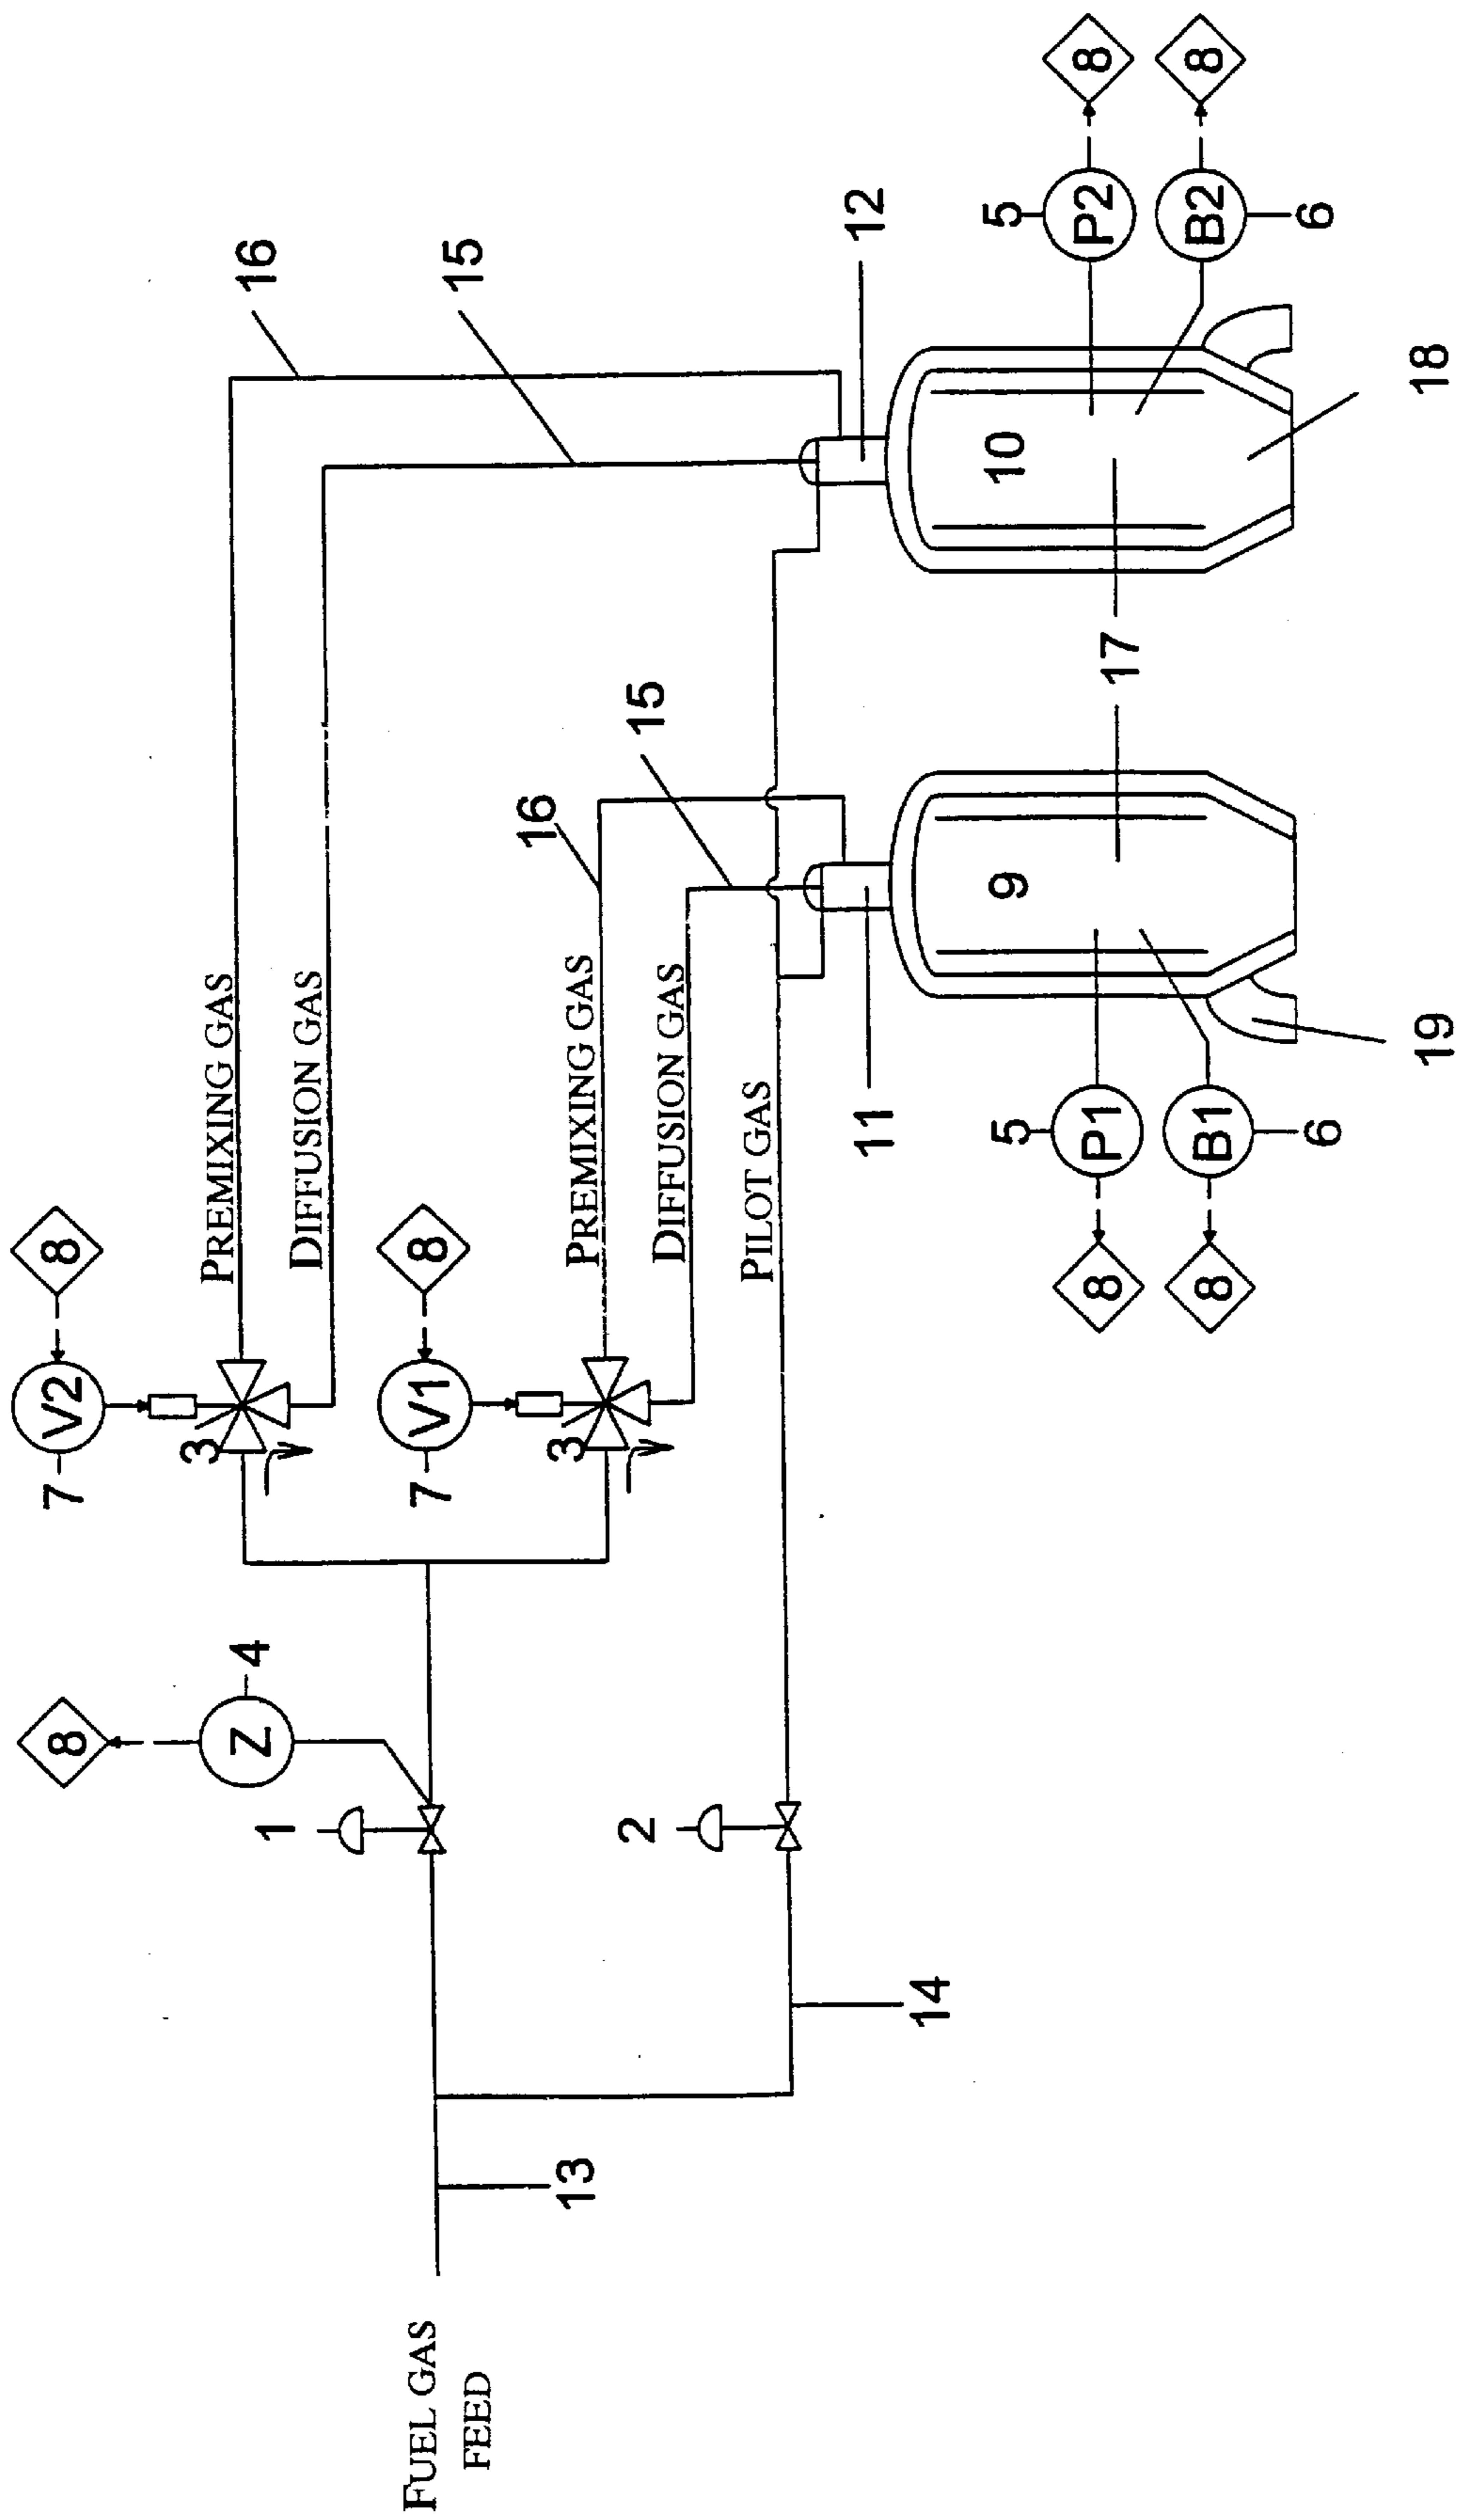 FUEL GAS
FEED
13
14
1
2
4
Z
8
7
V2
8
3
PREMIXING GAS
DIFFUSION GAS
7
V1
8
3
PREMIXING GAS
DIFFUSION GAS
PILOT GAS
16
15
16
15
11
12
9
10
17
18
19
5
P1
8
6
B1
8
5
P2
8
6
B2
8